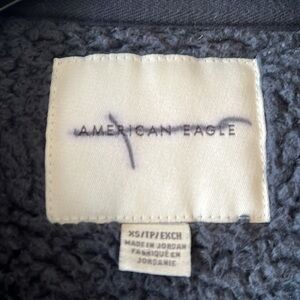 AMERICAN EAGLE
XS/TP/EXCH
MADE IN JORDAN
FABRIQUÉ EN
JORDANIE